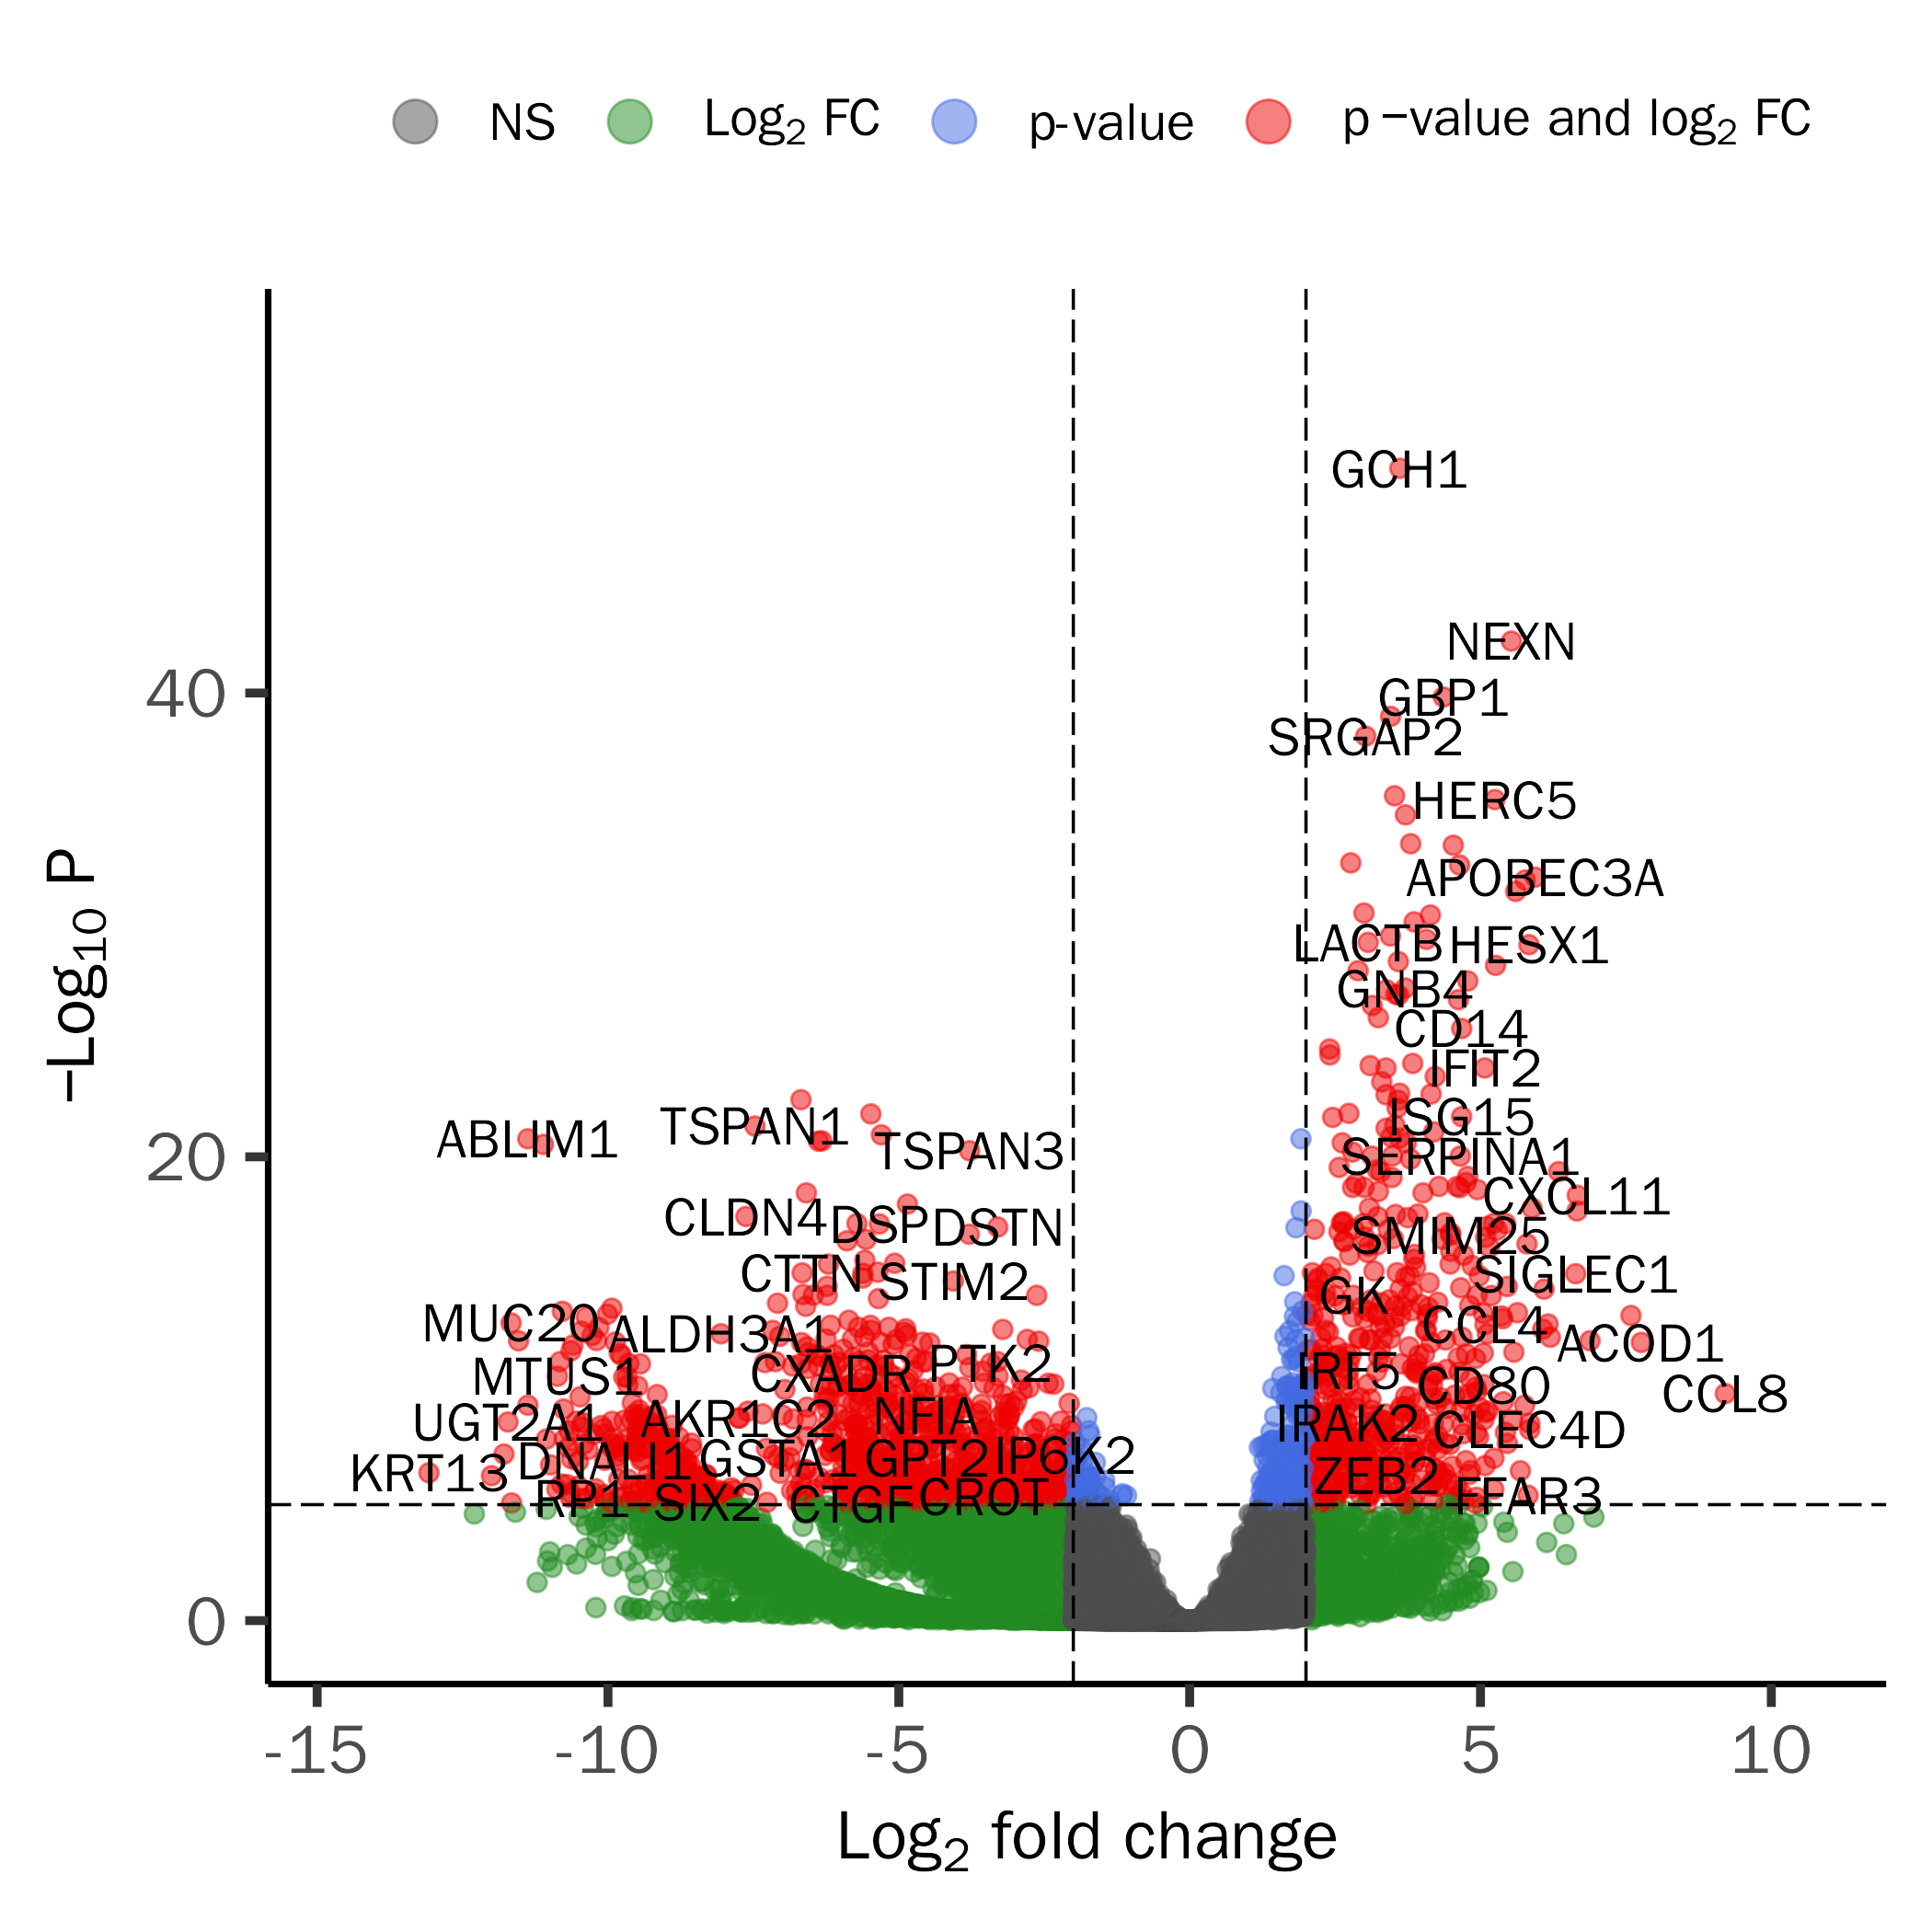 NS Log2 FC p-value p −value and log2 FC
GCH1
NEXN
GBP1
SRGAP2
HERC5
APOBEC3A
LACTB HESX1
GNB4
CD14
IFIT2
ISG15
TSPAN1
ABLIM1
TSPAN3
SERPINA1
CXCL11
CLDN4 DSP DSTN
SMIM25
CTTN STIM2
SIGLEC1
GK
MUC20 ALDH3A1
CCL4 ACOD1
PTK2
MTUS1 CXADR
IRF5 CD80 CCL8
UGT2A1 AKR1C2 NFIA
IRAK2 CLEC4D
KRT13 DNALI1 GSTA1 GPT2 IP6K2
ZEB2
RP1 SIX2 CTGF CROT
FFAR3
−Log10 P
40
20
0
-15 -10 -5 0 5 10
Log2 fold change